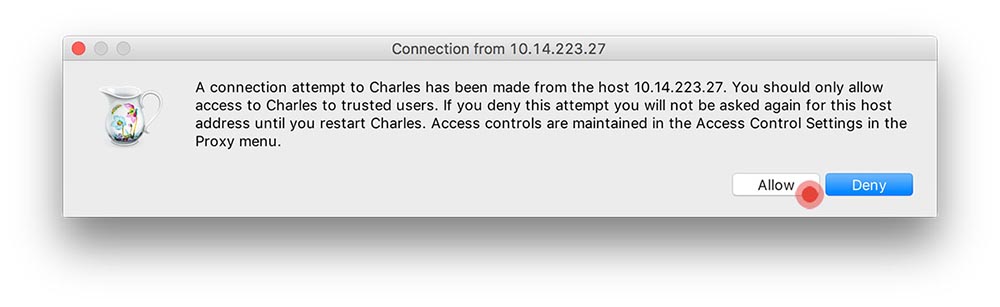 Connection from 10.14.223.27
A connection attempt to Charles has been made from the host 10.14.223.27. You should only allow
access to Charles to trusted users. If you deny this attempt you will not be asked again for this host
address until you restart Charles. Access controls are maintained in the Access Control Settings in the
Proxy menu.
Allow Deny